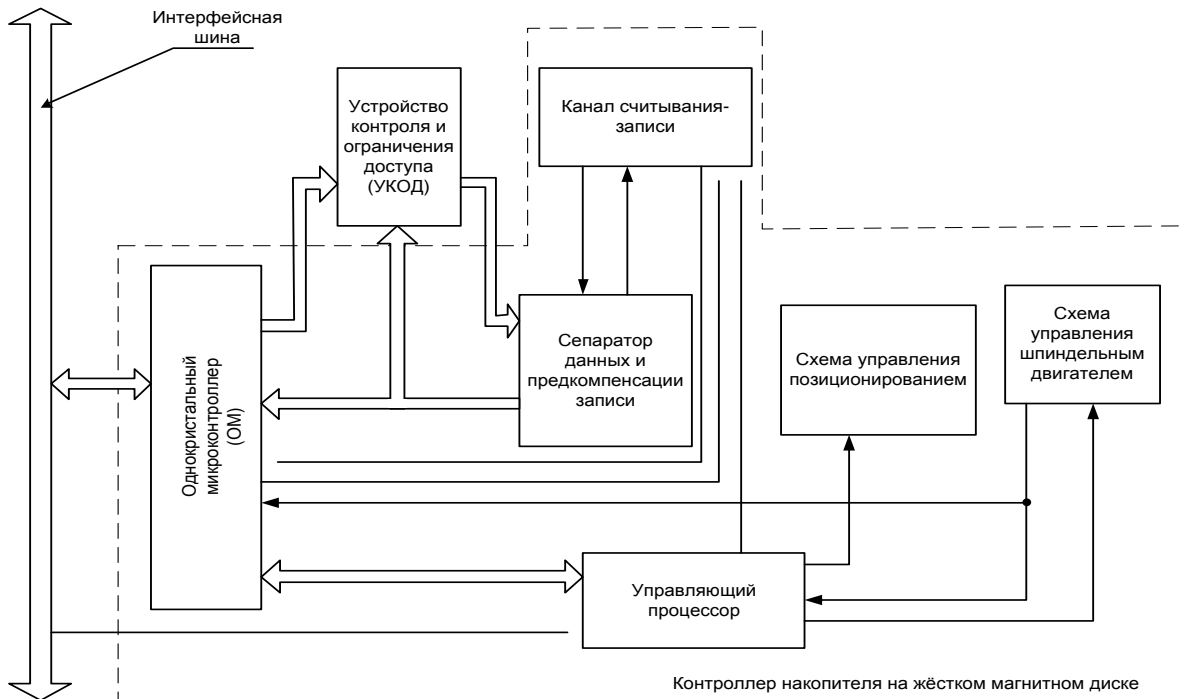 Интерфейсная
шина
Устройство
контроля и
ограничения
доступа
(УКОД)
Канал считывания-
записи
Однокристальный
микроконтроллер
(ОМ)
Сепаратор
данных и
предкомпенсации
записи
Схема управления
позиционированием
Схема
управления
шпиндельным
двигателем
Управляющий
процессор
Контроллер накопителя на жёстком магнитном диске